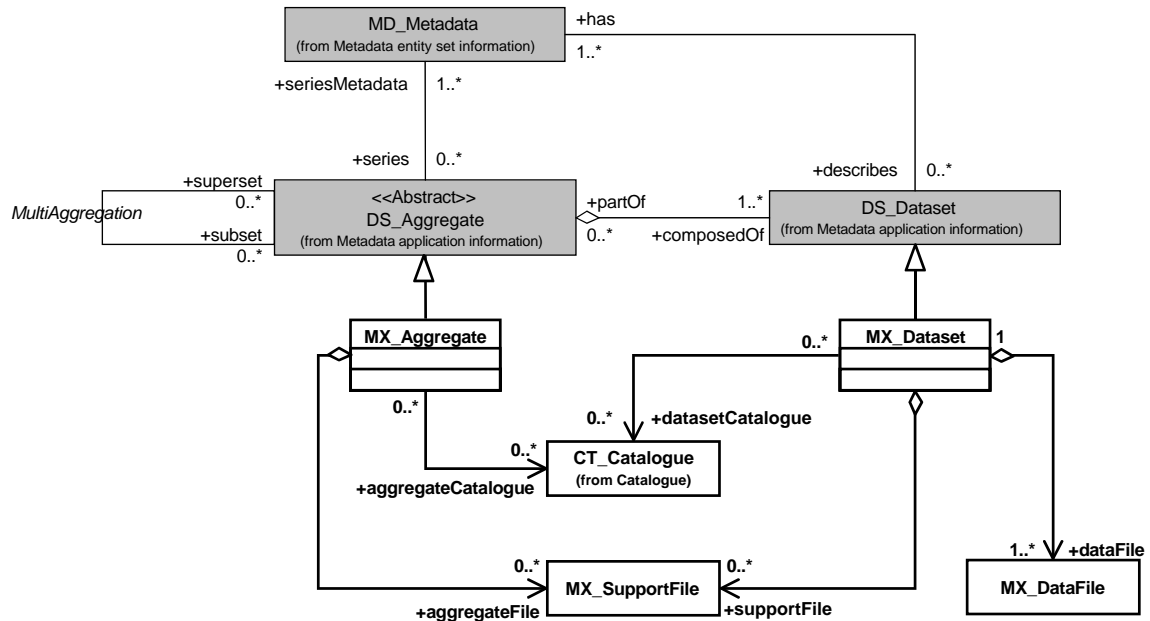 MD_Metadata
(from Metadata entity set information)
+has
1..*
+seriesMetadata
1..*
+series
0..*
+describes
0..*
+superset
0..*
MultiAggregation
+subset
0..*
<<Abstract>>
DS_Aggregate
(from Metadata application information)
+partOf
0..*
1..*
+composedOf
DS_Dataset
(from Metadata application information)
MX_Aggregate
0..*
MX_Dataset
1
0..*
0..*
+datasetCatalogue
0..*
+aggregateCatalogue
CT_Catalogue
(from Catalogue)
0..*
+aggregateFile
MX_SupportFile
0..*
+supportFile
1..*
+dataFile
MX_DataFile